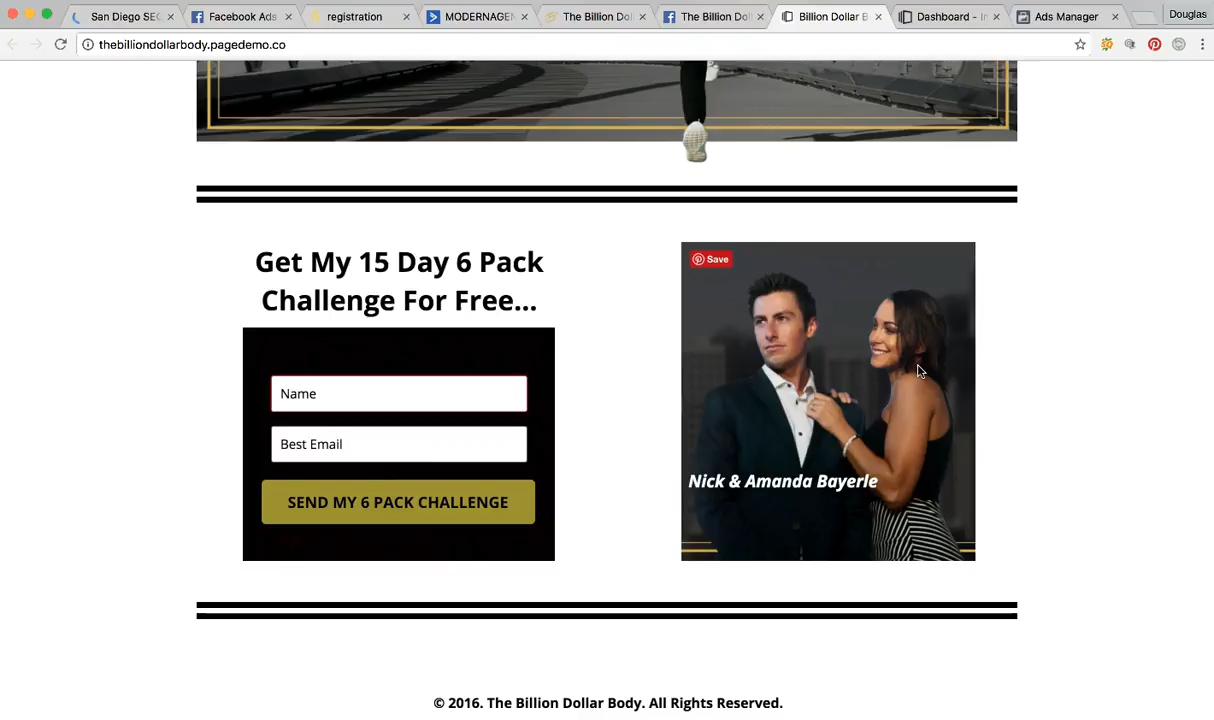 San Diego SEC
Facebook Ads
registration
MODERNAGEN
The Billion Dol
The Billion Dol
Billion Dollar B
Dashboard - In
Ads Manager
Douglas
thebilliondollarbody.pagedemo.co
Get My 15 Day 6 Pack
Challenge For Free...
Name
Best Email
SEND MY 6 PACK CHALLENGE
Save
Nick & Amanda Bayerle
© 2016. The Billion Dollar Body. All Rights Reserved.